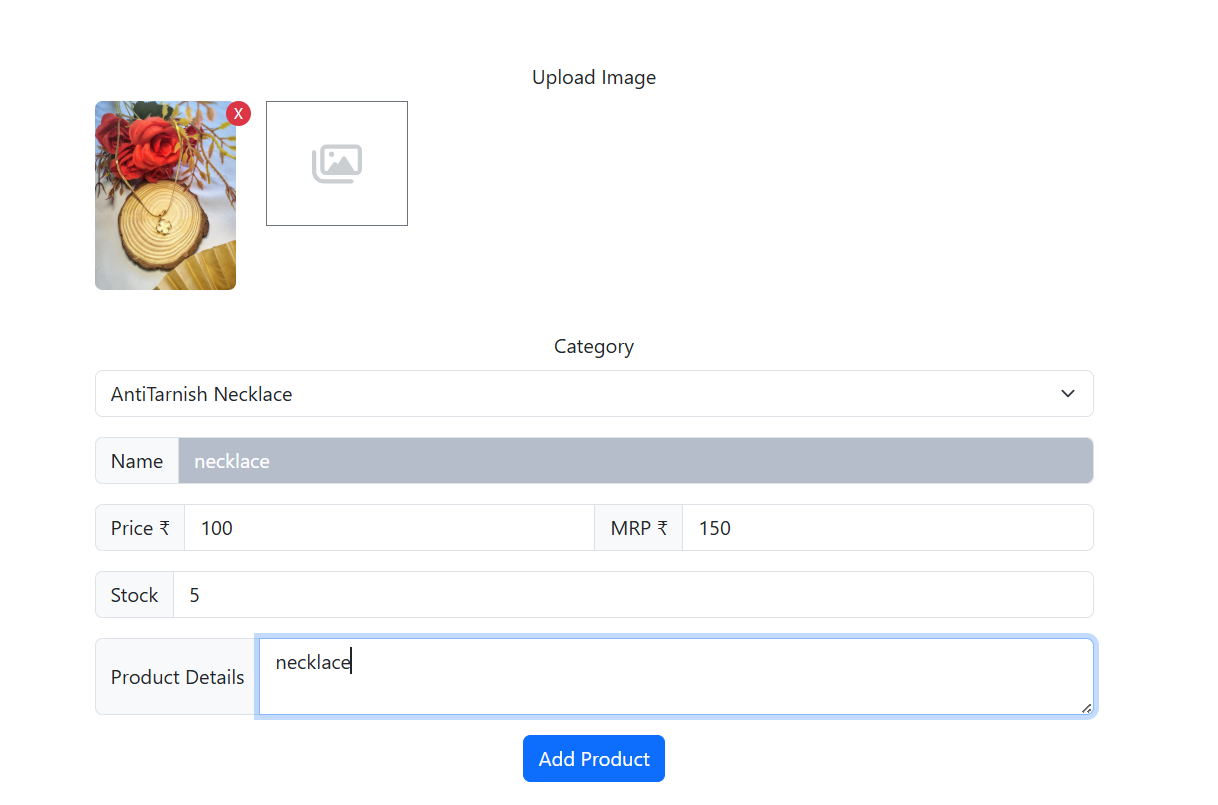 Upload Image
X
Category
AntiTarnish Necklace
Name necklace
Price ₹ 100 MRP ₹ 150
Stock 5
Product Details necklace
Add Product